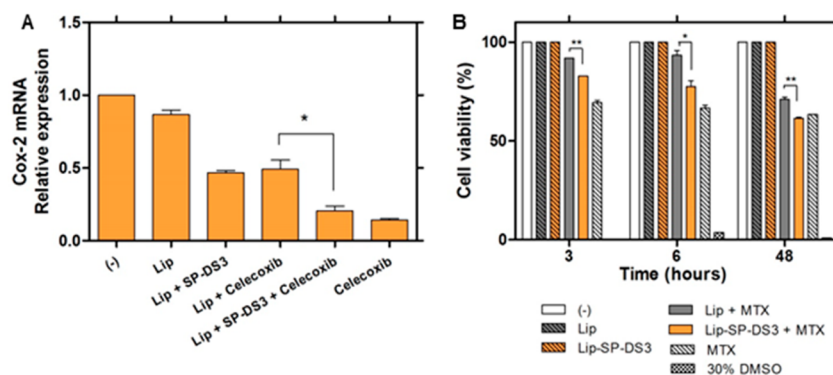 A
Cox-2 mRNA
Relative expression
1.5
1.0
0.5
0.0
*
(-)
Lip
Lip + SP-DS3
Lip + Celecoxib
Lip + SP-DS3 + Celecoxib
Celecoxib
B
Cell viability (%)
100
50
0
**
*
**
3
6
48
Time (hours)
(-)
Lip
Lip-SP-DS3
Lip + MTX
Lip-SP-DS3 + MTX
MTX
30% DMSO